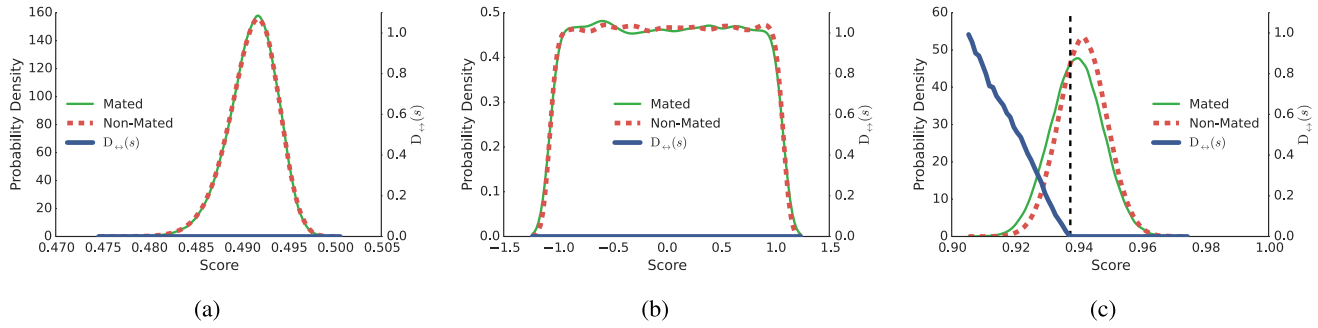 160
140
120
100
80
60
40
20
0
Probability Density
Mated
Non-Mated
D↔(s)
1.0
0.8
0.6
0.4
0.2
0.0
D↔(s)
0.470 0.475 0.480 0.485 0.490 0.495 0.500 0.505
Score
(a)
0.5
0.4
0.3
0.2
0.1
0.0
Probability Density
Mated
Non-Mated
D↔(s)
1.0
0.8
0.6
0.4
0.2
0.0
D↔(s)
−1.5 −1.0 −0.5 0.0 0.5 1.0 1.5
Score
(b)
60
50
40
30
20
10
0
Probability Density
Mated
Non-Mated
D↔(s)
1.0
0.8
0.6
0.4
0.2
0.0
D↔(s)
0.90 0.92 0.94 0.96 0.98 1.00
Score
(c)